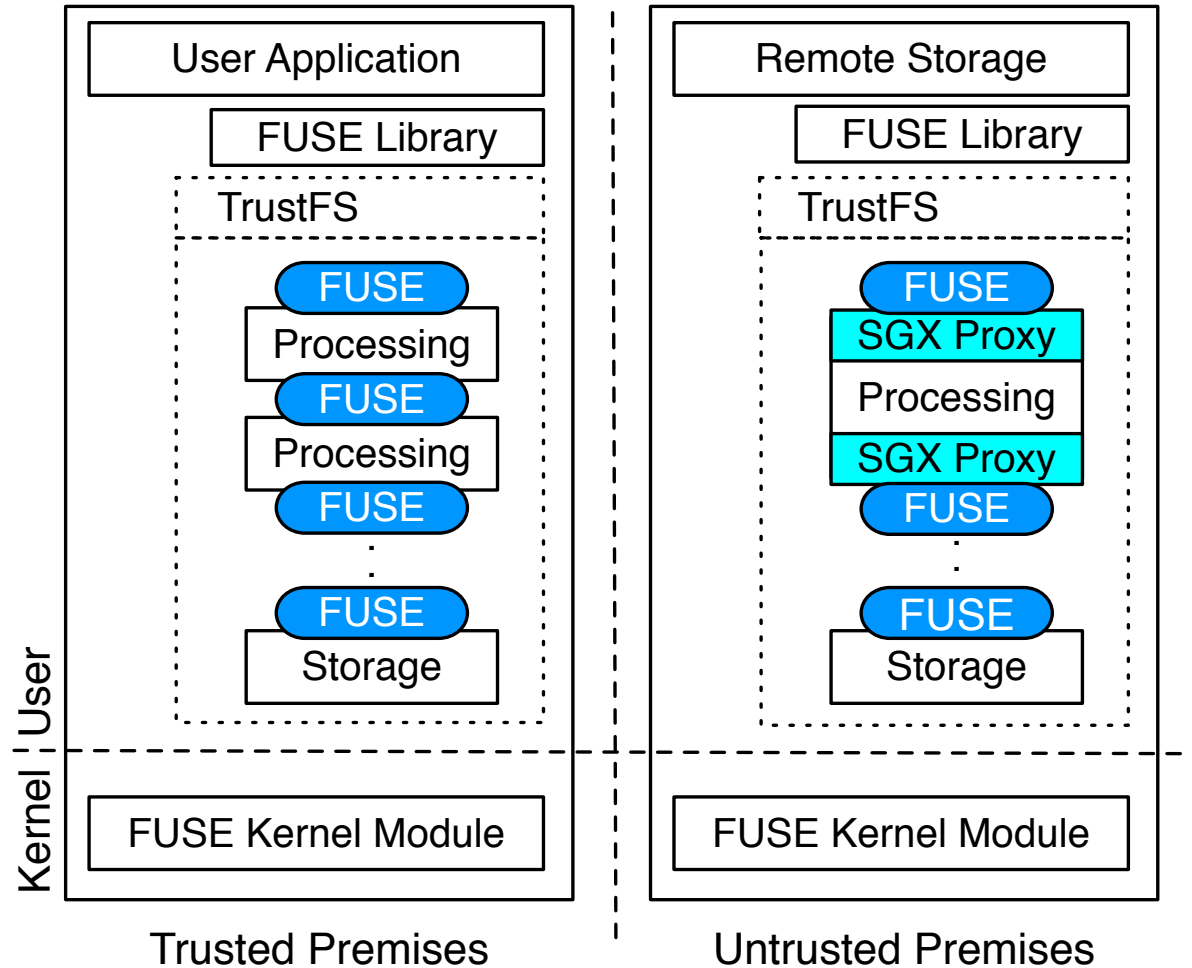 User Application
FUSE Library
TrustFS
FUSE
Processing
FUSE
Processing
FUSE
FUSE
Storage
FUSE Kernel Module
Trusted Premises
Remote Storage
FUSE Library
TrustFS
FUSE
SGX Proxy
Processing
SGX Proxy
FUSE
FUSE
Storage
FUSE Kernel Module
Untrusted Premises
User
Kernel